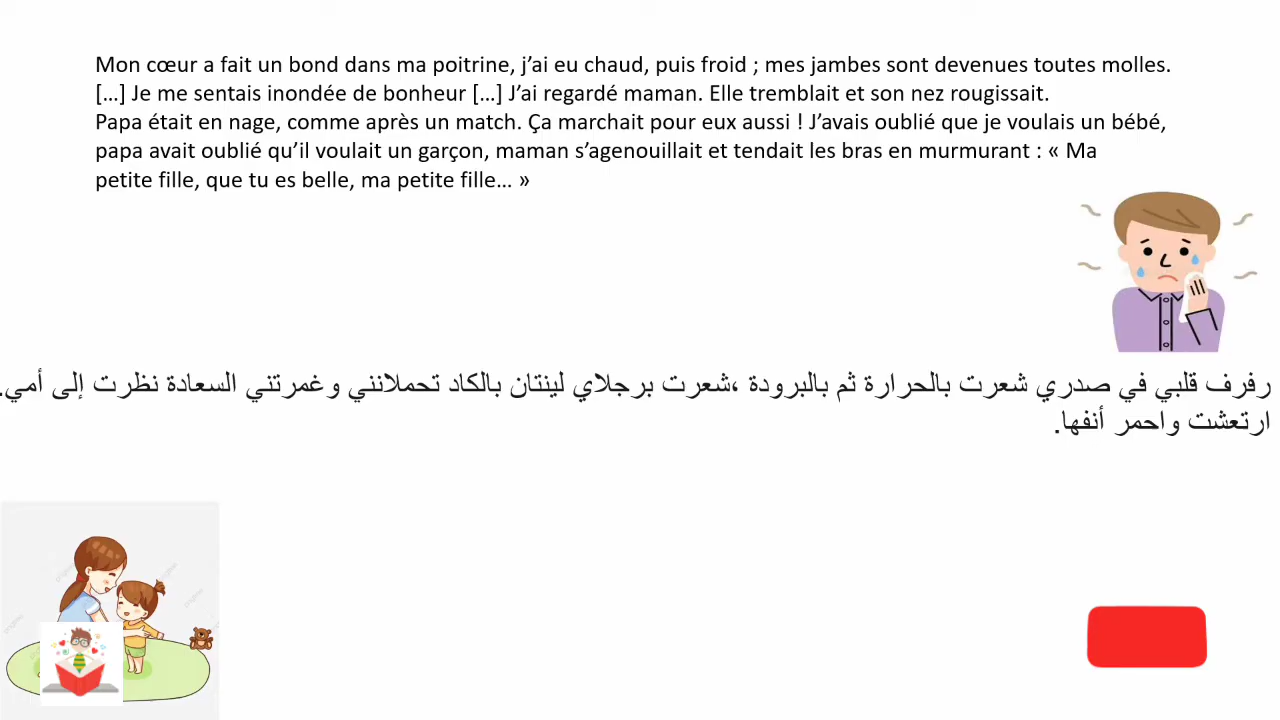 Mon cœur a fait un bond dans ma poitrine, j’ai eu chaud, puis froid ; mes jambes sont devenues toutes molles.
[…] Je me sentais inondée de bonheur […] J’ai regardé maman. Elle tremblait et son nez rougissait.
Papa était en nage, comme après un match. Ça marchait pour eux aussi ! J’avais oublié que je voulais un bébé,
papa avait oublié qu’il voulait un garçon, maman s’agenouillait et tendait les bras en murmurant : « Ma
petite fille, que tu es belle, ma petite fille… »
رفرف قلبي في صدري شعرت بالحرارة ثم بالبرودة ،شعرت برجلاي لينتان بالكاد تحملانني وغمرتني السعادة نظرت إلى أمي.
ارتعشت واحمر أنفها.